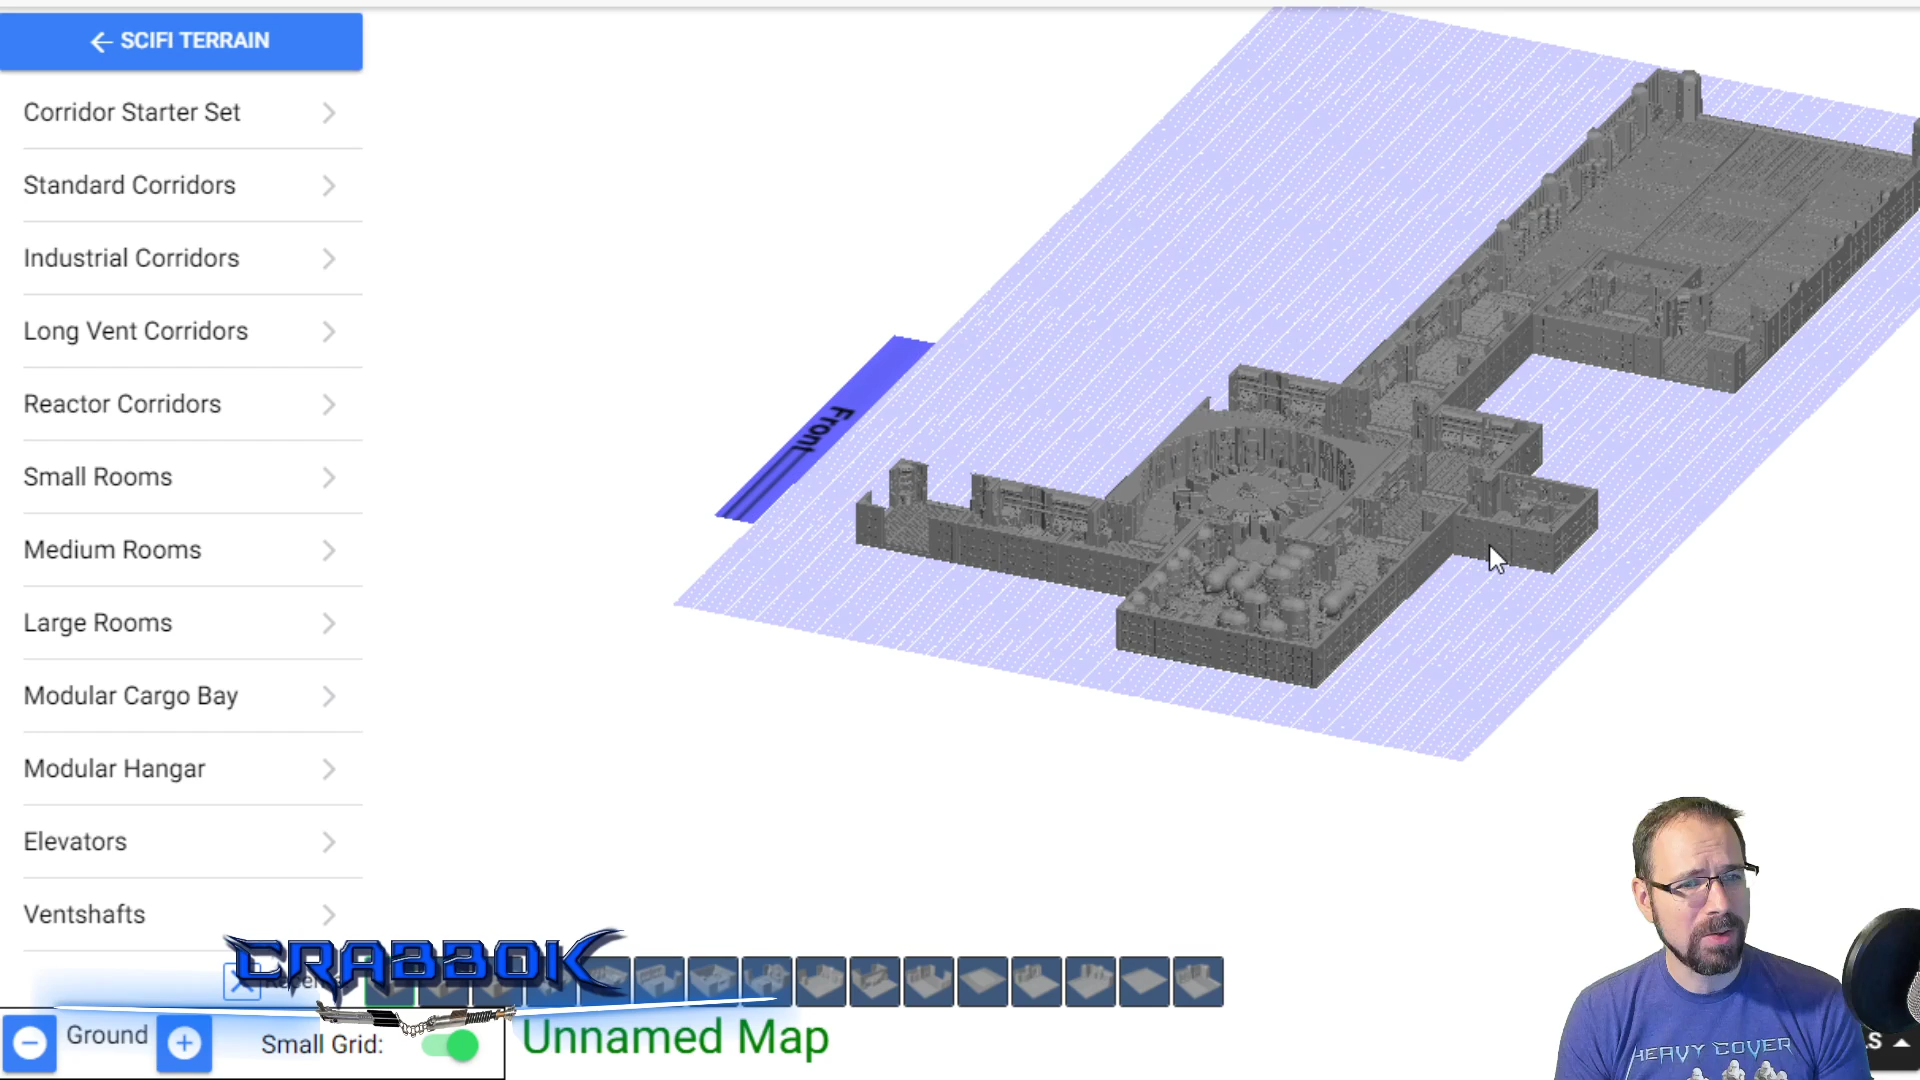 SCIFI TERRAIN
Corridor Starter Set
Standard Corridors
Industrial Corridors
Long Vent Corridors
Reactor Corridors
Small Rooms
Medium Rooms
Large Rooms
Modular Cargo Bay
Modular Hangar
Elevators
Ventshafts
Front
CRABBOK
Ground
Small Grid:
Unnamed Map
HEAVY COVER